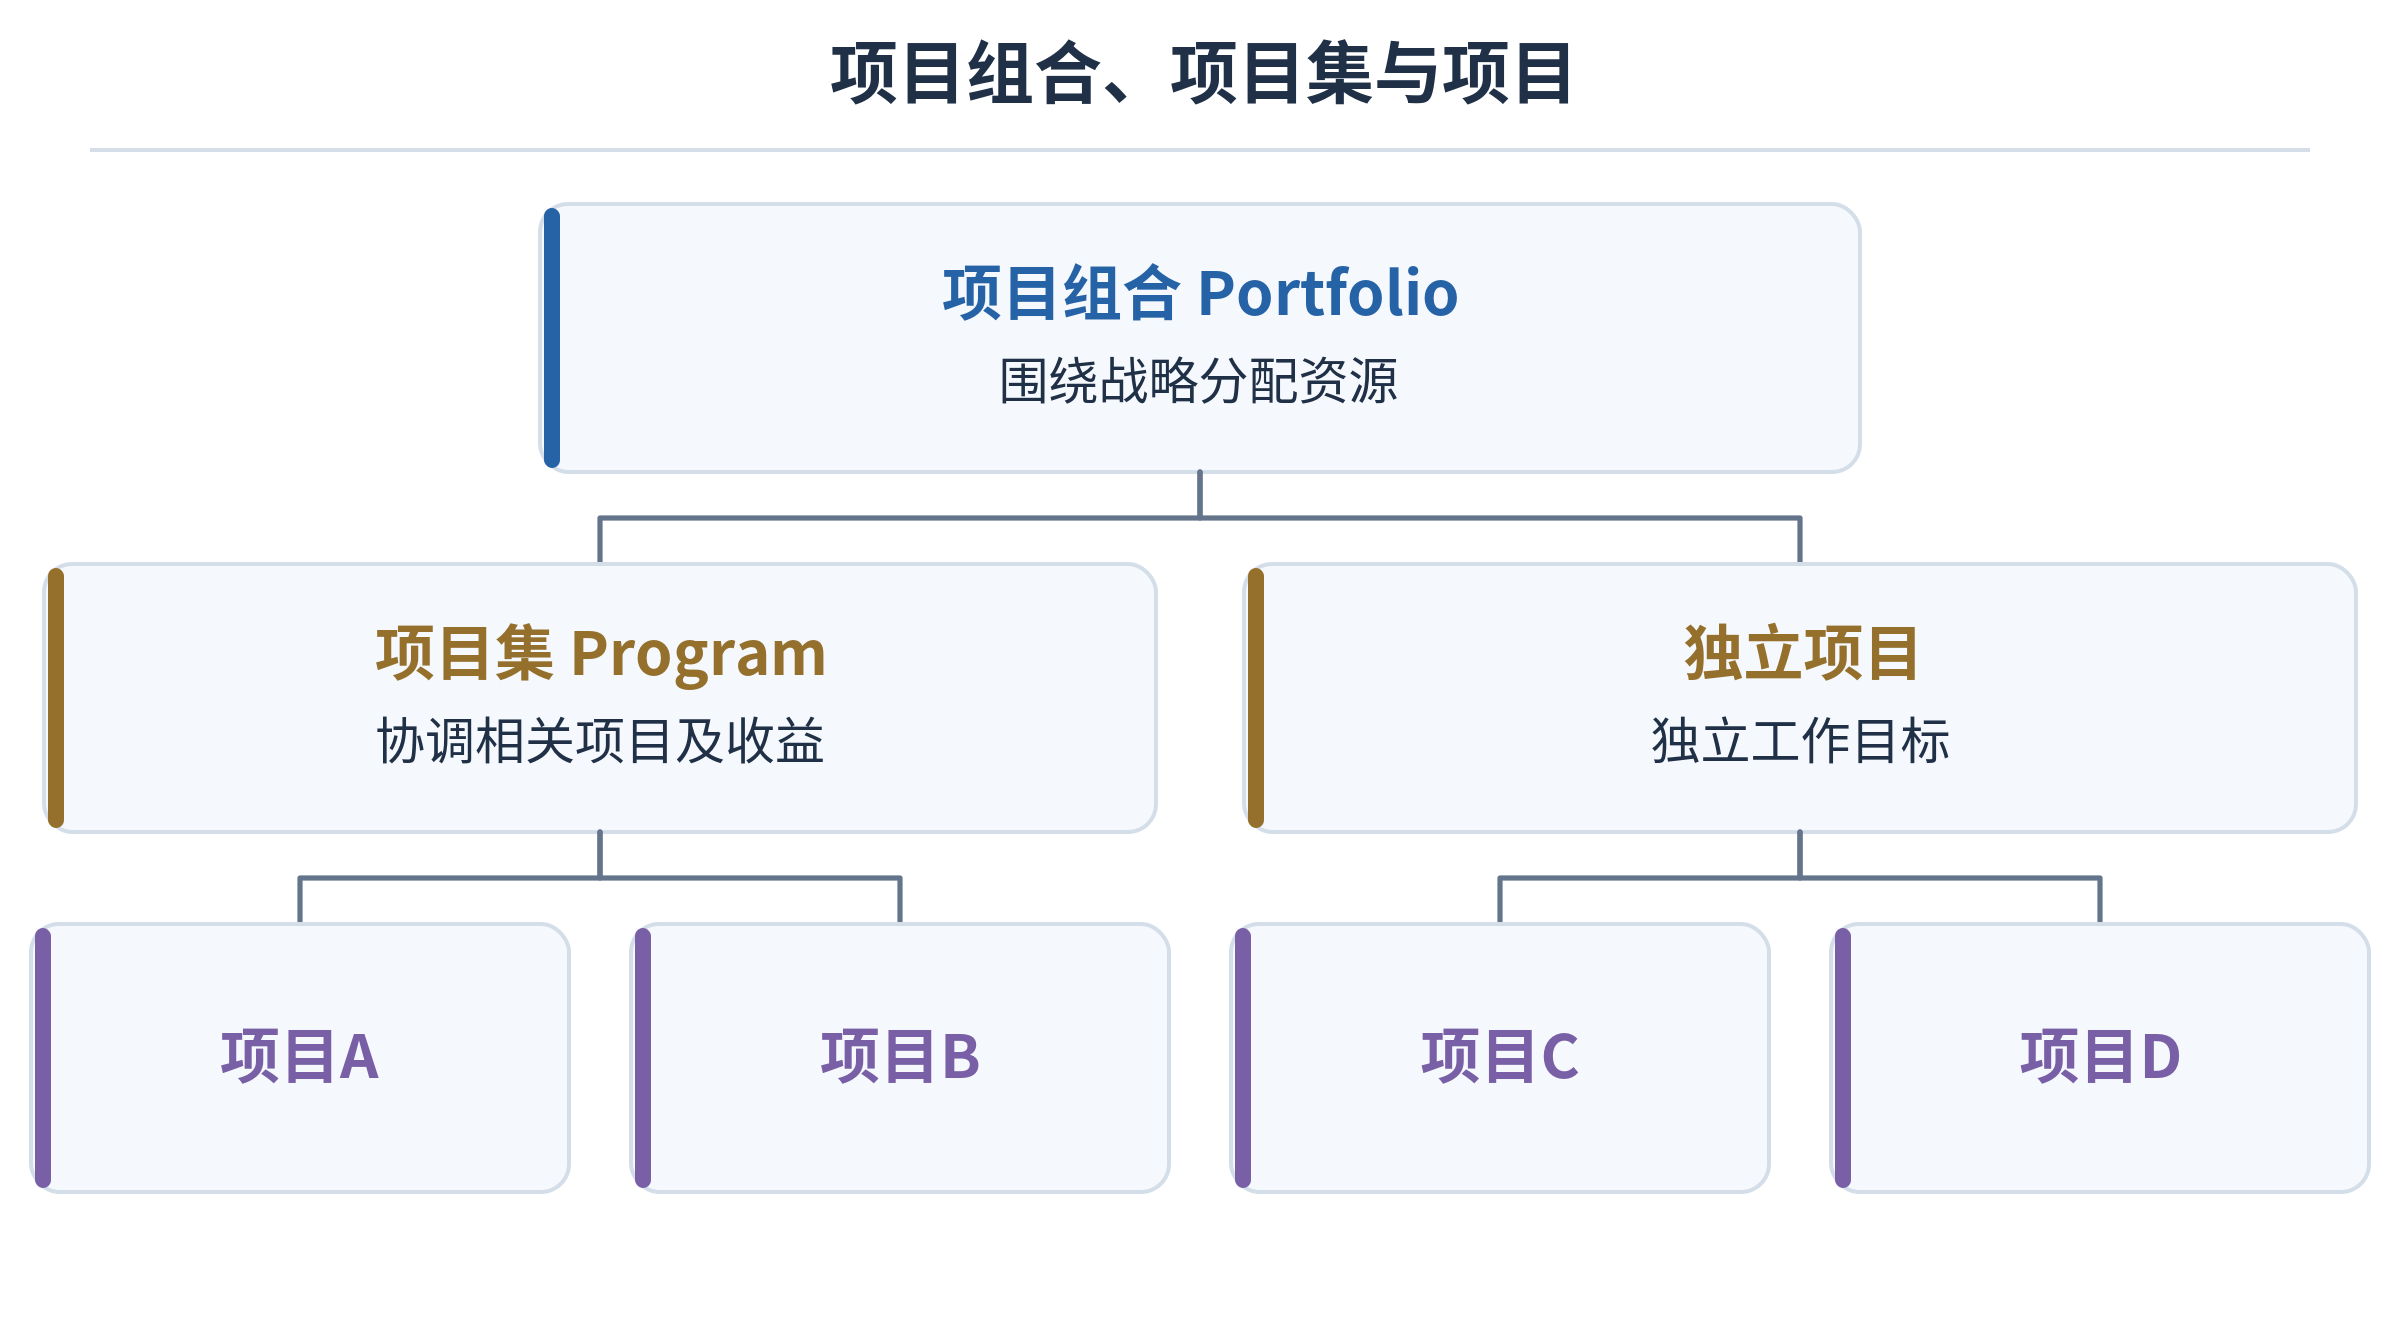 项目组合、项目集与项目
项目组合 Portfolio
围绕战略分配资源
项目集 Program
协调相关项目及收益
独立项目
独立工作目标
项目A
项目B
项目C
项目D